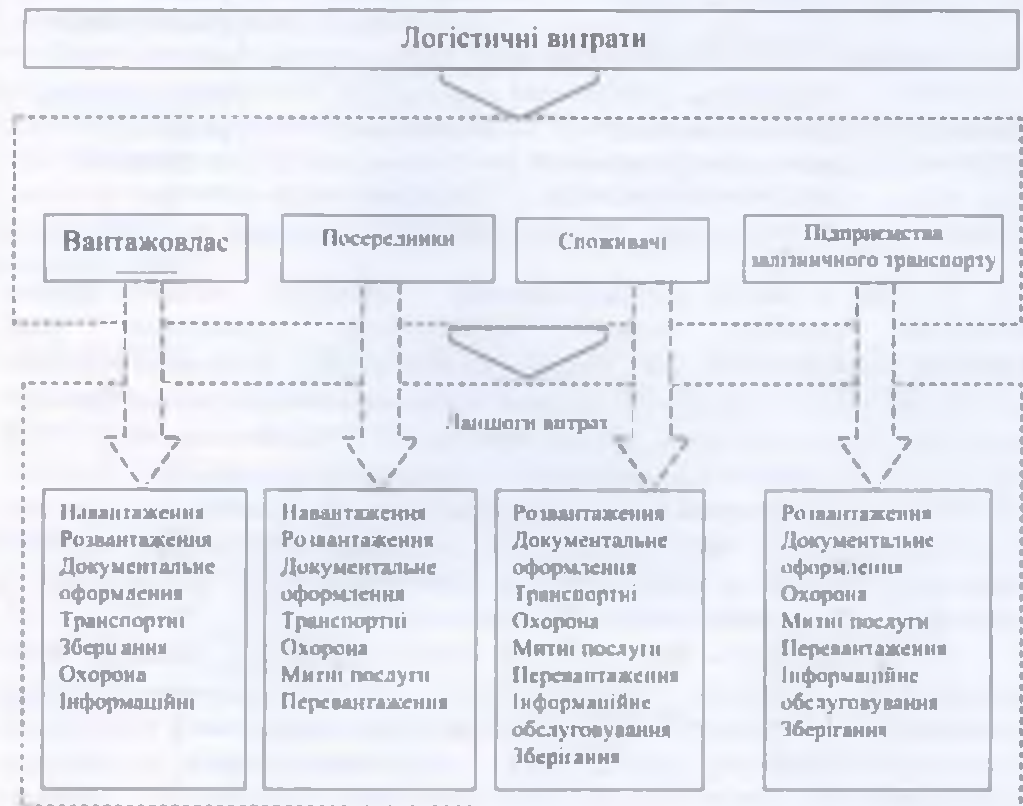 Логістичні витрати
Вантажовлас
Посередники
Споживачі
Підприємства
залізничного транспорту
Ланцюги витрат
Навантаження
Розвантаження
Документальне
оформлення
Транспортні
Зберігання
Охорона
Інформаційні
Навантаження
Розвантаження
Документальне
оформлення
Транспортні
Охорона
Митні послуги
Перевантаження
Розвантаження
Документальне
оформлення
Транспортні
Охорона
Митні послуги
Перевантаження
Інформаційне
обслуговування
Зберігання
Розвантаження
Документальне
оформлення
Охорона
Митні послуги
Перевантаження
Інформаційне
обслуговування
Зберігання